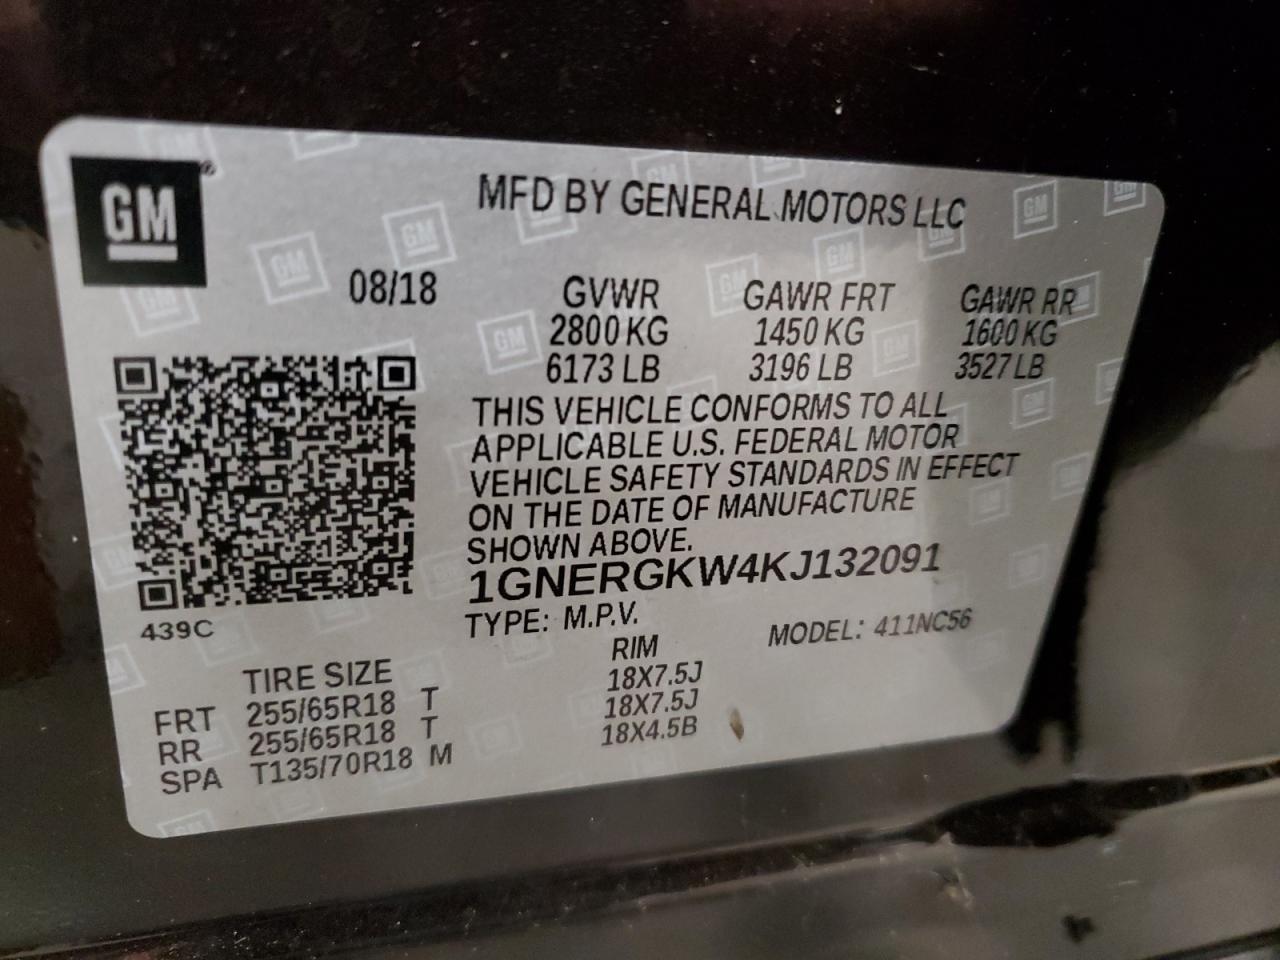 GM
MFD BY GENERAL MOTORS LLC
08/18 GVWR GAWR FRT GAWR RR
2800 KG 1450 KG 1600 KG
6173 LB 3196 LB 3527 LB
THIS VEHICLE CONFORMS TO ALL
APPLICABLE U.S. FEDERAL MOTOR
VEHICLE SAFETY STANDARDS IN EFFECT
ON THE DATE OF MANUFACTURE
SHOWN ABOVE.
1GNERGKW4KJ132091
439C
TYPE: M.P.V. MODEL: 411NC56
TIRE SIZE RIM
FRT 255/65R18 T 18X7.5J
RR 255/65R18 T 18X7.5J
SPA T135/70R18 M 18X4.5B